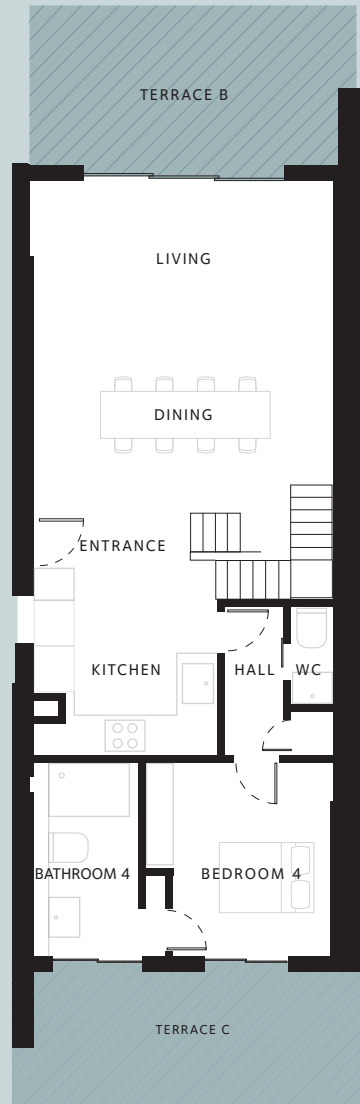 TERRACE B
LIVING
DINING
ENTRANCE
KITCHEN
HALL
WC
BATHROOM 4
BEDROOM 4
TERRACE C